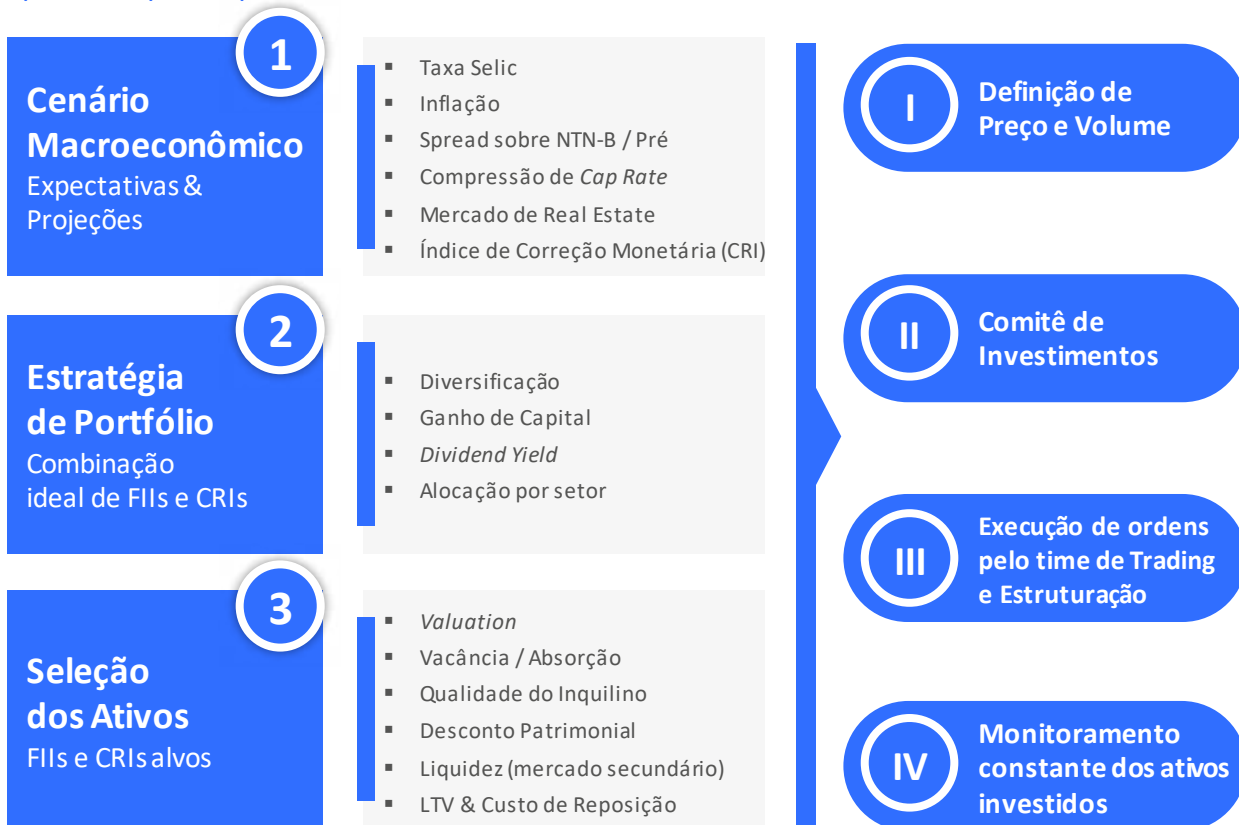 1
Cenário
Macroeconômico
Expectativas &
Projeções
▪ Taxa Selic
▪ Inflação
▪ Spread sobre NTN-B / Pré
▪ Compressão de Cap Rate
▪ Mercado de Real Estate
▪ Índice de Correção Monetária (CRI)
2
Estratégia
de Portfólio
Combinação
ideal de FIIs e CRIs
▪ Diversificação
▪ Ganho de Capital
▪ Dividend Yield
▪ Alocação por setor
3
Seleção
dos Ativos
FIIs e CRIs alvos
▪ Valuation
▪ Vacância / Absorção
▪ Qualidade do Inquilino
▪ Desconto Patrimonial
▪ Liquidez (mercado secundário)
▪ LTV & Custo de Reposição
I
Definição de
Preço e Volume
II
Comitê de
Investimentos
III
Execução de ordens
pelo time de Trading
e Estruturação
IV
Monitoramento
constante dos ativos
investidos